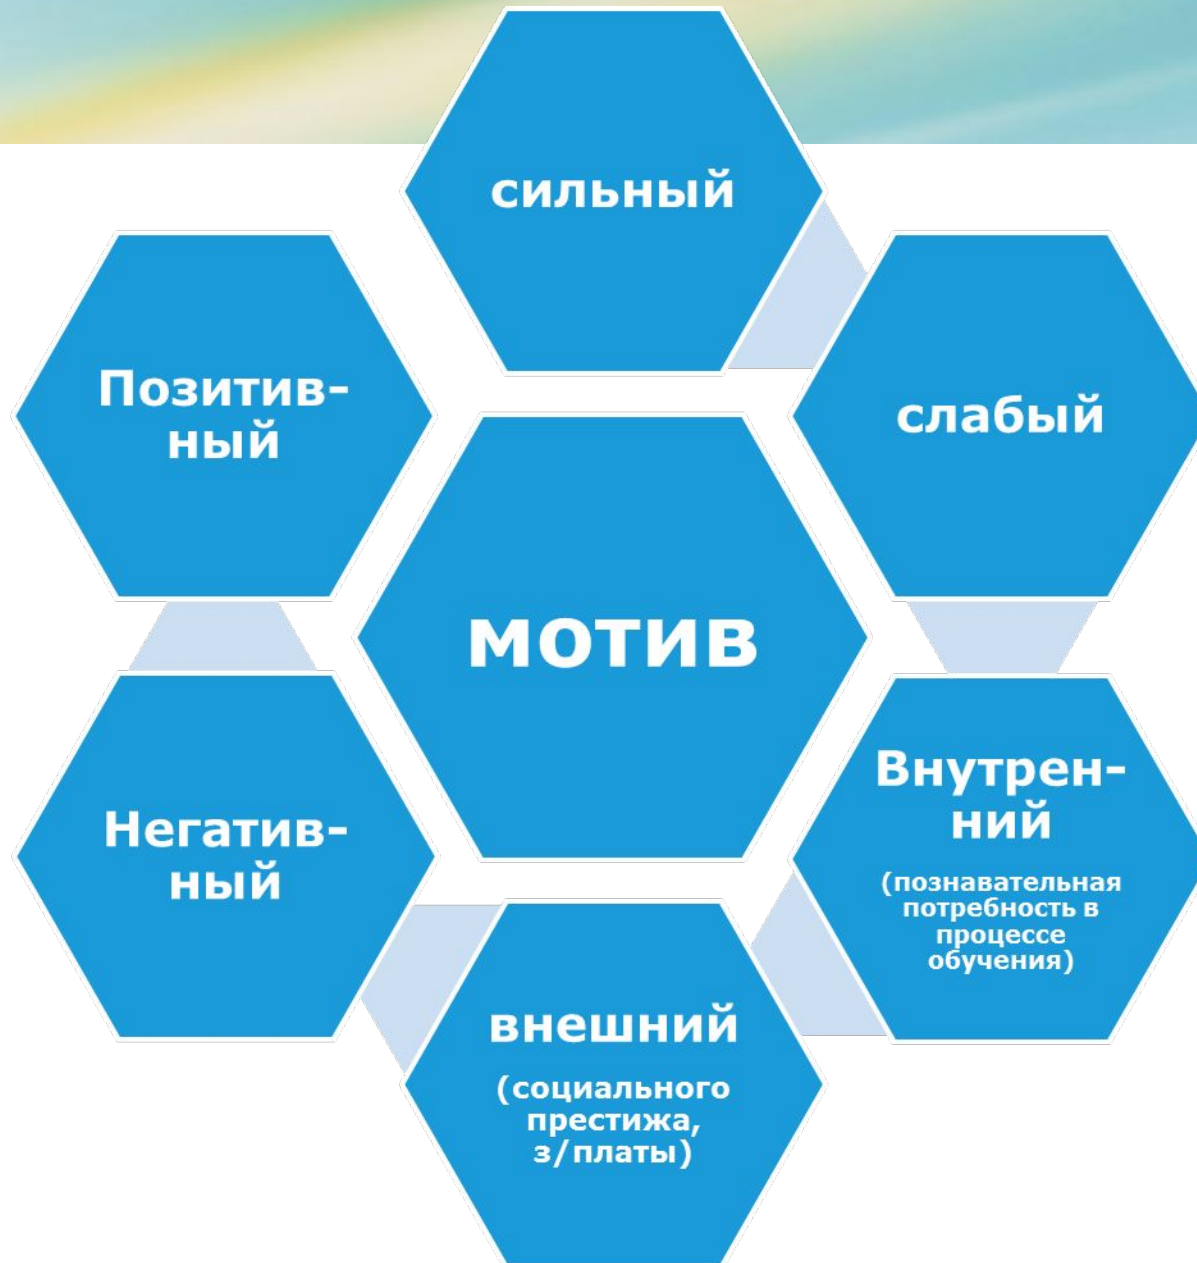 сильный
Позитив-
ный
слабый
мотив
Негатив-
ный
Внутрен-
ний
(познавательная
потребность в
процессе
обучения)
внешний
(социального
престижа,
з/платы)